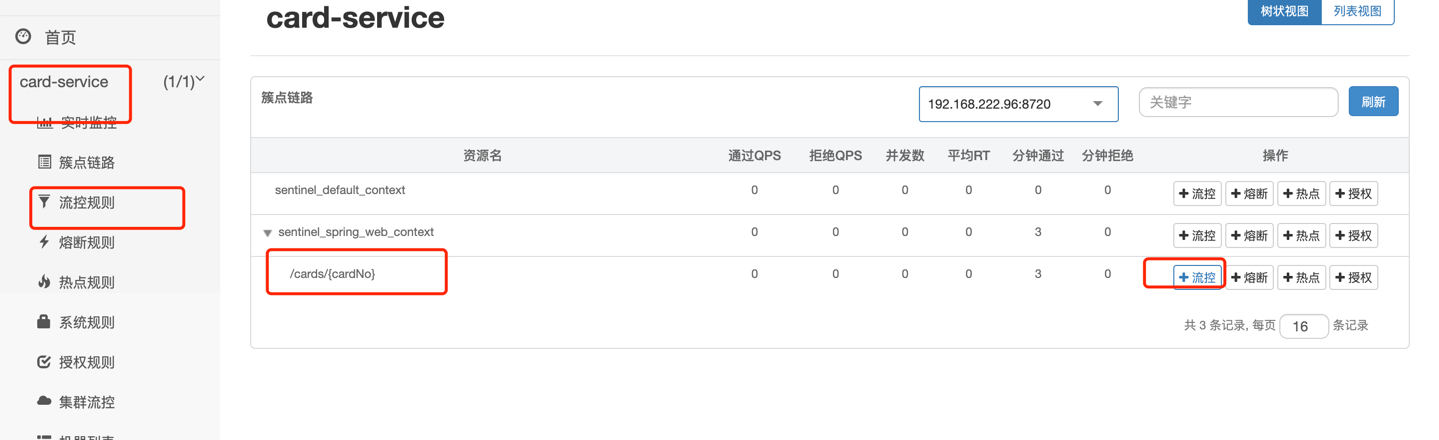 card-service
树状视图 列表视图
首页
card-service (1/1)
实时监控
簇点链路
流控规则
熔断规则
热点规则
系统规则
授权规则
集群流控
机器列表
簇点链路 192.168.222.96:8720 关键字 刷新
资源名 通过QPS 拒绝QPS 并发数 平均RT 分钟通过 分钟拒绝 操作
sentinel_default_context 0 0 0 0 0 0 +流控 +熔断 +热点 +授权
sentinel_spring_web_context 0 0 0 0 3 0 +流控 +熔断 +热点 +授权
/cards/{cardNo} 0 0 0 0 3 0 +流控 +熔断 +热点 +授权
共 3 条记录, 每页 16 条记录